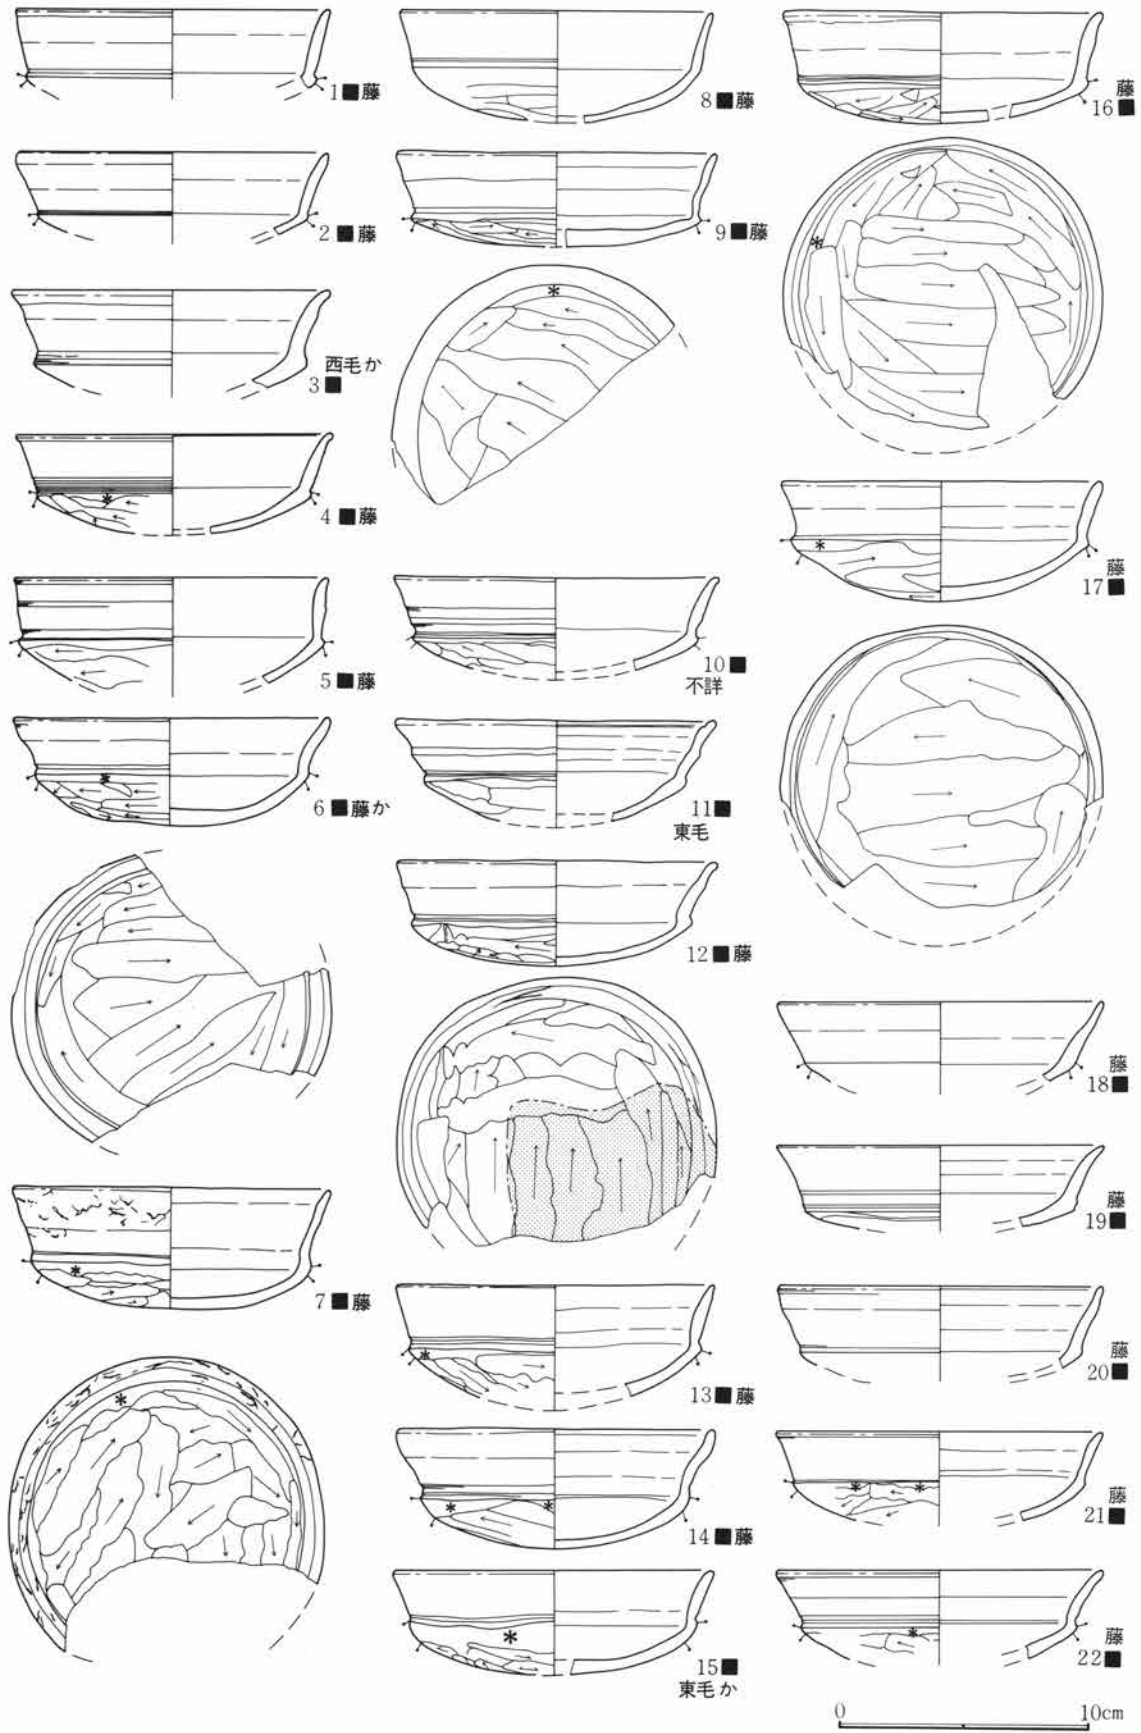 1■藤
2■藤
西毛か
3■
4■藤
5■藤
6■藤か
7■藤
8■藤
9■藤
10■
不詳
11■
東毛
12■藤
13■藤
14■藤
15■
東毛か
藤
16■
藤
17■
藤
18■
藤
19■
藤
20■
藤
21■
藤
22■
0 10cm